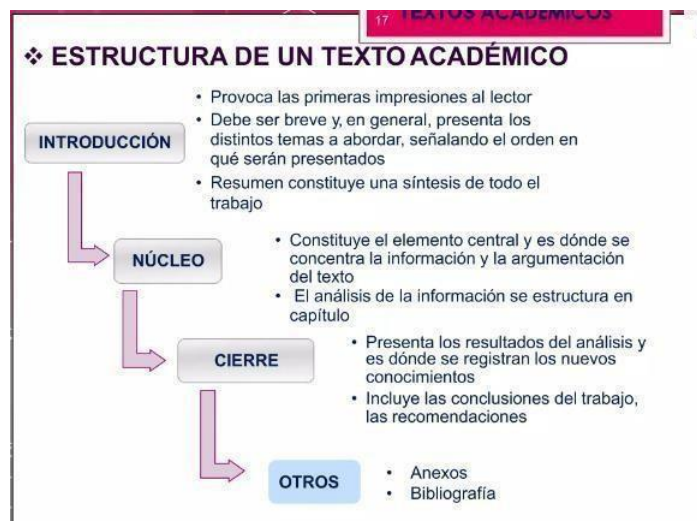 17 TEXTOS ACADÉMICOS
❖ ESTRUCTURA DE UN TEXTO ACADÉMICO
INTRODUCCIÓN
• Provoca las primeras impresiones al lector
• Debe ser breve y, en general, presenta los
distintos temas a abordar, señalando el orden en
qué serán presentados
• Resumen constituye una síntesis de todo el
trabajo
NÚCLEO
• Constituye el elemento central y es dónde se
concentra la información y la argumentación
del texto
• El análisis de la información se estructura en
capítulo
CIERRE
• Presenta los resultados del análisis y
es dónde se registran los nuevos
conocimientos
• Incluye las conclusiones del trabajo,
las recomendaciones
OTROS
• Anexos
• Bibliografía